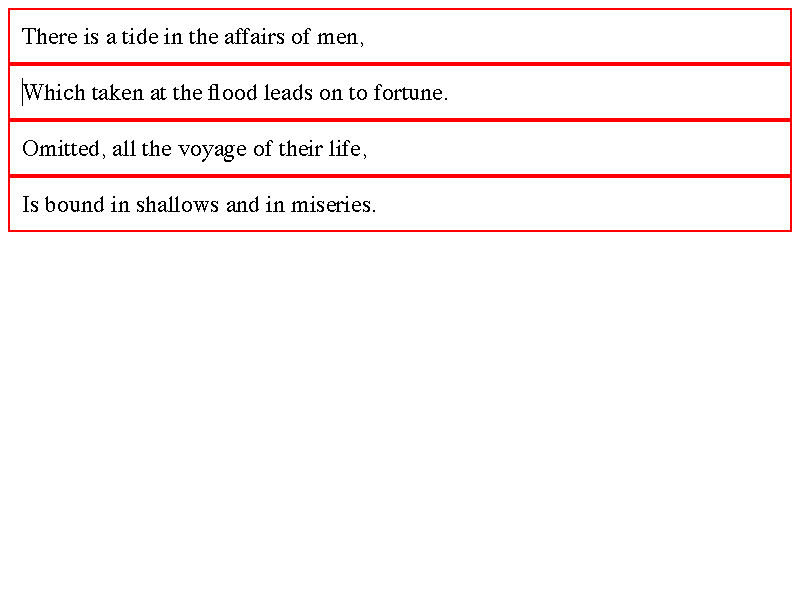 There is a tide in the affairs of men,
Which taken at the flood leads on to fortune.
Omitted, all the voyage of their life,
Is bound in shallows and in miseries.